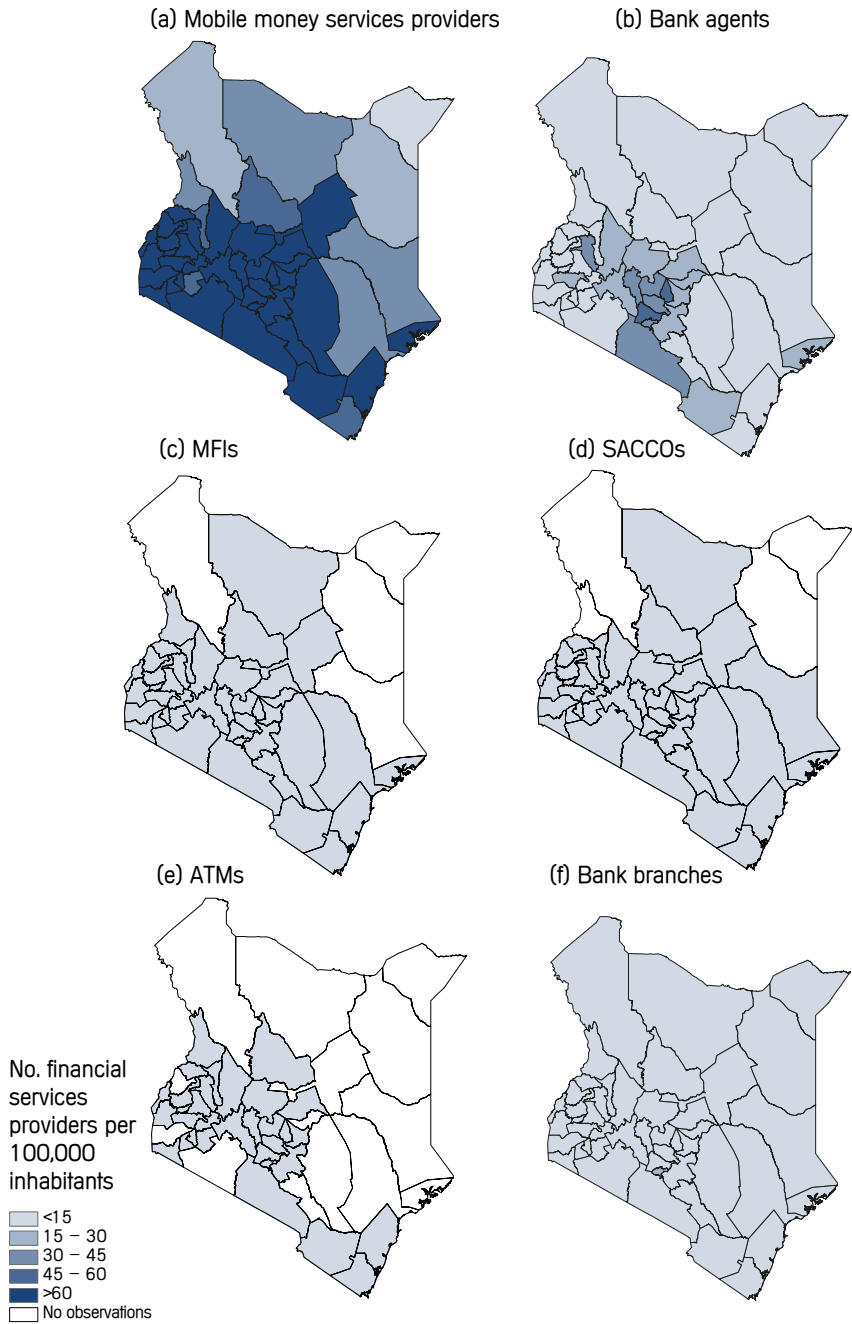 (a) Mobile money services providers
(b) Bank agents
(c) MFIs
(d) SACCOs
(e) ATMs
(f) Bank branches
No. financial
services
providers per
100,000
inhabitants
<15
15 – 30
30 – 45
45 – 60
>60
No observations